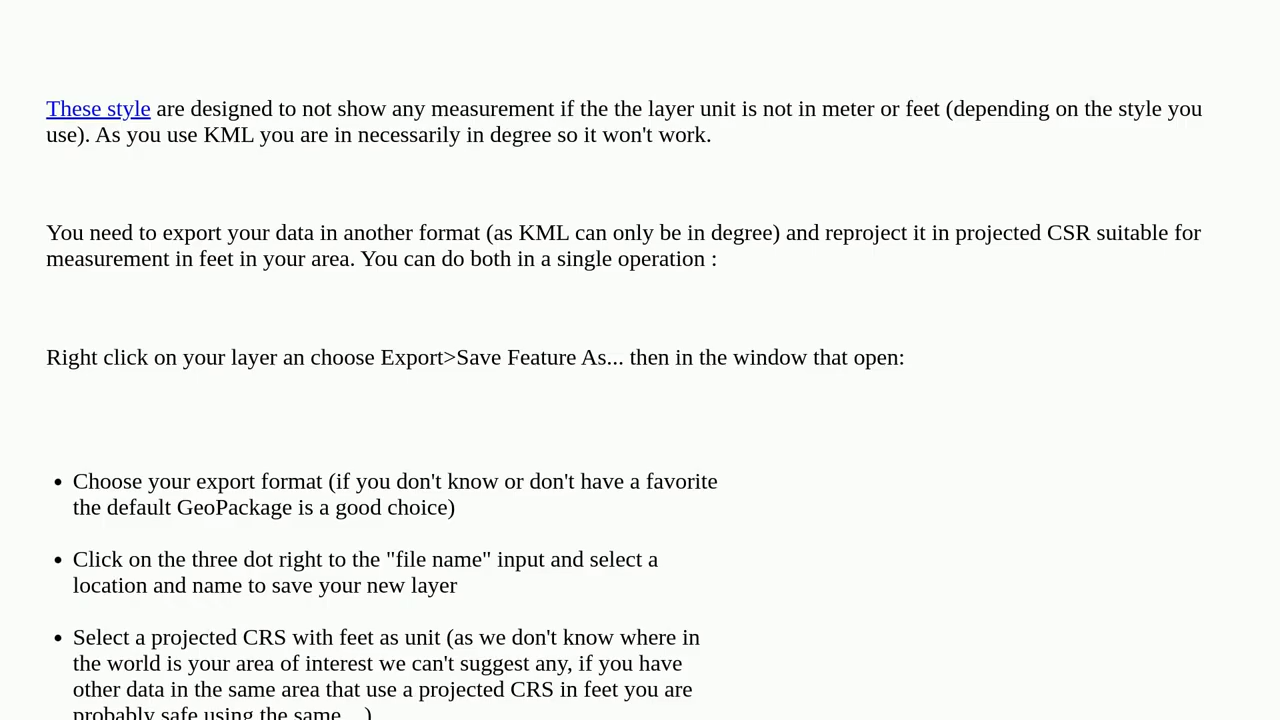 These style are designed to not show any measurement if the the layer unit is not in meter or feet (depending on the style you
use). As you use KML you are in necessarily in degree so it won't work.
You need to export your data in another format (as KML can only be in degree) and reproject it in projected CSR suitable for
measurement in feet in your area. You can do both in a single operation :
Right click on your layer an choose Export>Save Feature As... then in the window that open:
• Choose your export format (if you don't know or don't have a favorite
the default GeoPackage is a good choice)
• Click on the three dot right to the "file name" input and select a
location and name to save your new layer
• Select a projected CRS with feet as unit (as we don't know where in
the world is your area of interest we can't suggest any, if you have
other data in the same area that use a projected CRS in feet you are
probably safe using the same ...)